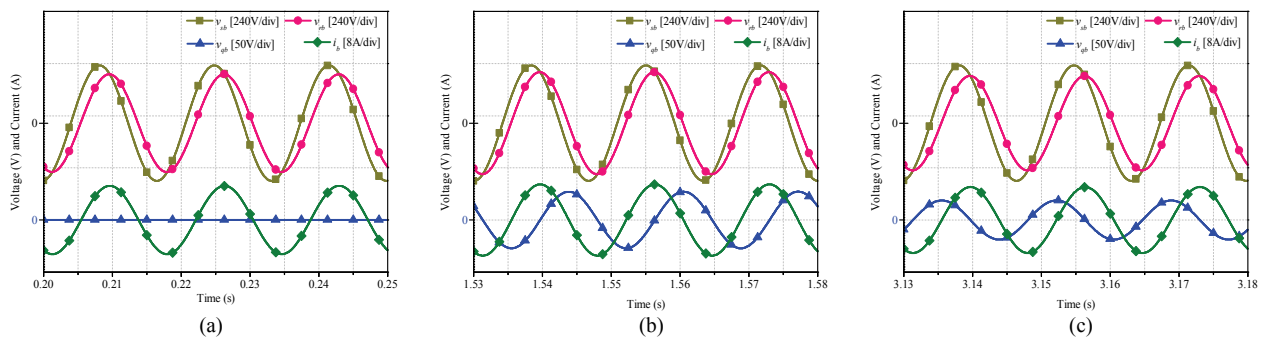 v_sb [240V/div] v_rb [240V/div]
v_qb [50V/div] i_b [8A/div]
Voltage (V) and Current (A)
0
0
0.20 0.21 0.22 0.23 0.24 0.25
Time (s)
(a)
v_sb [240V/div] v_rb [240V/div]
v_qb [50V/div] i_b [8A/div]
Voltage (V) and Current (A)
0
0
1.53 1.54 1.55 1.56 1.57 1.58
Time (s)
(b)
v_sb [240V/div] v_rb [240V/div]
v_qb [50V/div] i_b [8A/div]
Voltage (V) and Current (A)
0
0
3.13 3.14 3.15 3.16 3.17 3.18
Time (s)
(c)